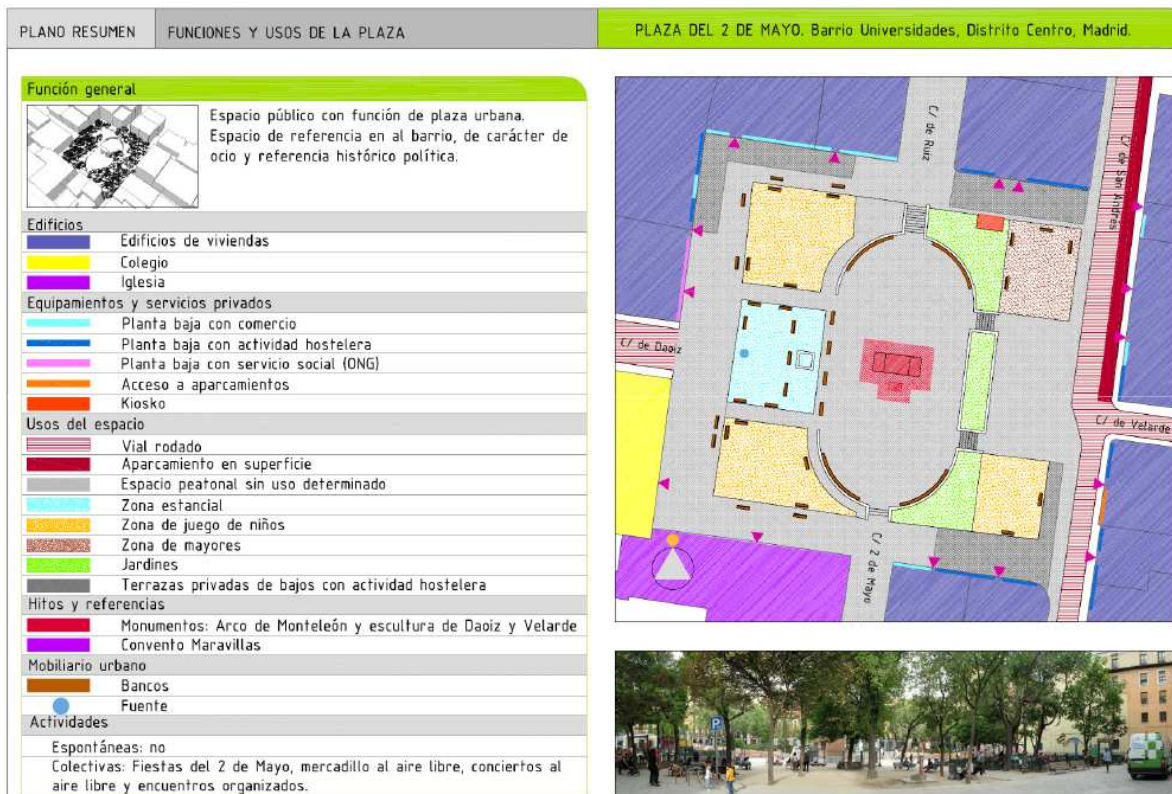 PLANO RESUMEN
FUNCIONES Y USOS DE LA PLAZA
PLAZA DEL 2 DE MAYO. Barrio Universidades, Distrito Centro, Madrid.
Función general
Espacio público con función de plaza urbana.
Espacio de referencia en al barrio, de carácter de
ocio y referencia histórico política.
Edificios
Edificios de viviendas
Colegio
Iglesia
Equipamientos y servicios privados
Planta baja con comercio
Planta baja con actividad hostelera
Planta baja con servicio social (ONG)
Acceso a aparcamientos
Kiosko
Usos del espacio
Vial rodado
Aparcamiento en superficie
Espacio peatonal sin uso determinado
Zona estancial
Zona de juego de niños
Zona de mayores
Jardines
Terrazas privadas de bajos con actividad hostelera
Hitos y referencias
Monumentos: Arco de Monteleón y escultura de Daoiz y Velarde
Convento Maravillas
Mobiliario urbano
Bancos
Fuente
Actividades
Espontáneas: no
Colectivas: Fiestas del 2 de Mayo, mercadillo al aire libre, conciertos al
aire libre y encuentros organizados.
C/ de Ruiz
C/ de San Andrés
C/ de Daoiz
C/ de Velarde
C/ 2 de Mayo
P